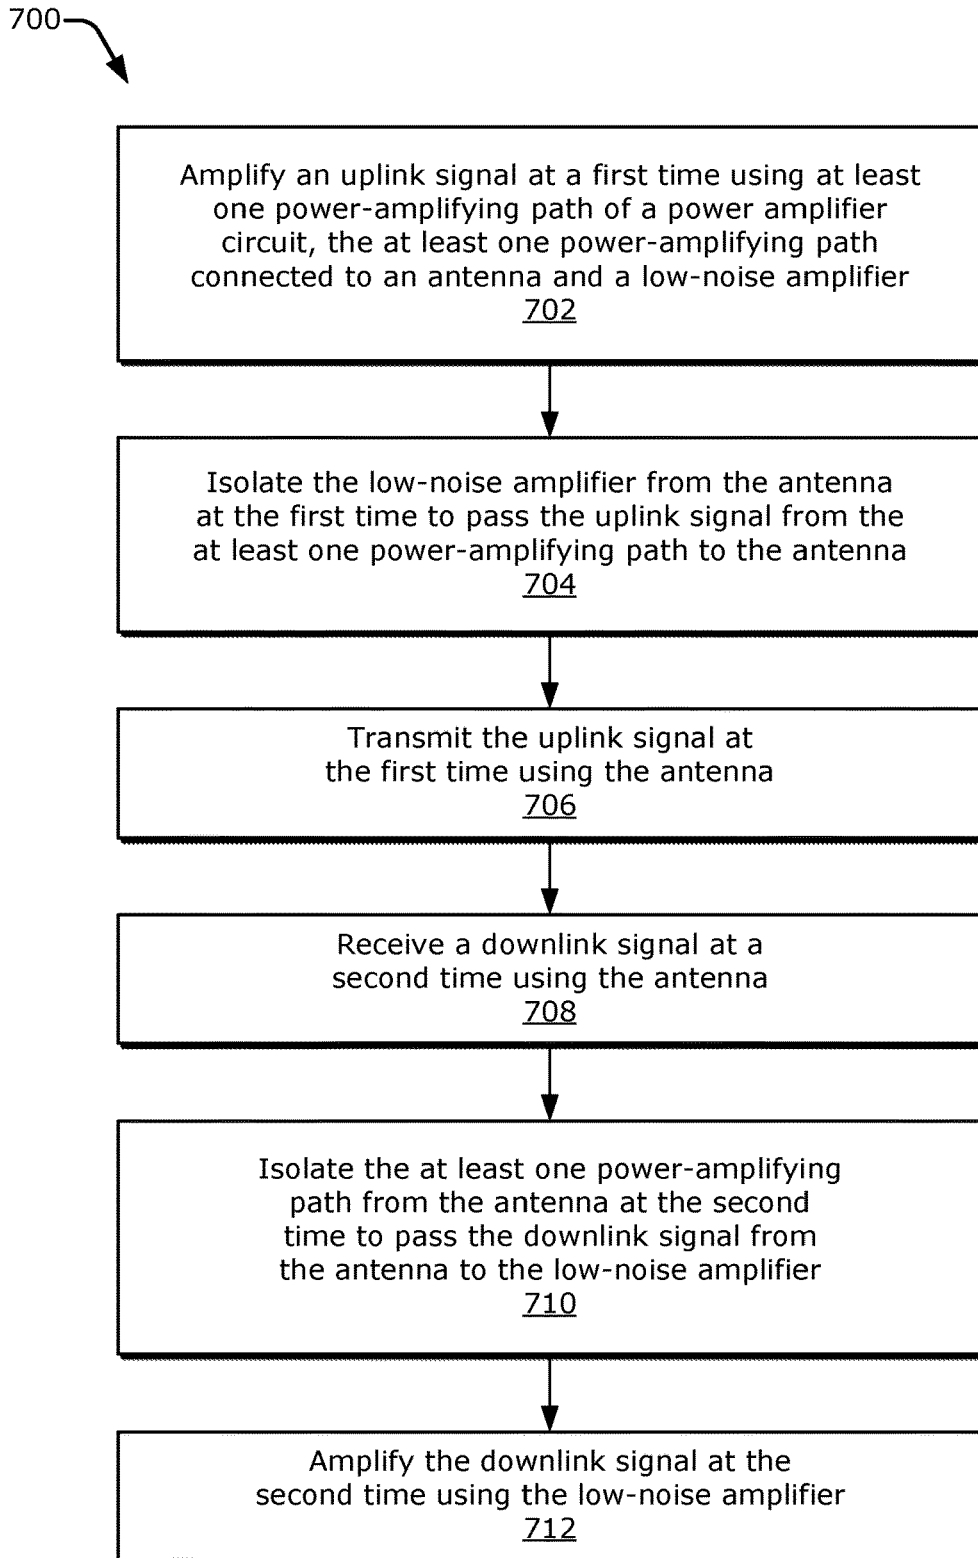 700
Amplify an uplink signal at a first time using at least
one power-amplifying path of a power amplifier
circuit, the at least one power-amplifying path
connected to an antenna and a low-noise amplifier
702
Isolate the low-noise amplifier from the antenna
at the first time to pass the uplink signal from the
at least one power-amplifying path to the antenna
704
Transmit the uplink signal at
the first time using the antenna
706
Receive a downlink signal at a
second time using the antenna
708
Isolate the at least one power-amplifying
path from the antenna at the second
time to pass the downlink signal from
the antenna to the low-noise amplifier
710
Amplify the downlink signal at the
second time using the low-noise amplifier
712